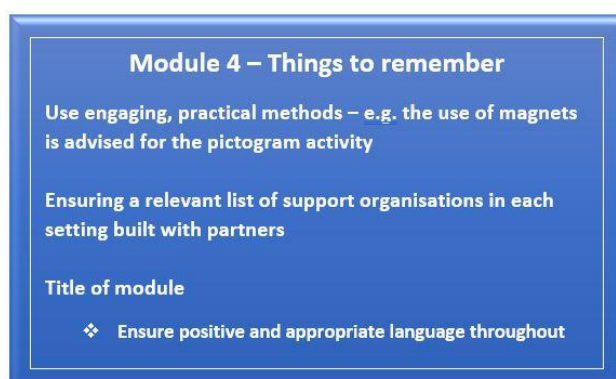 Module 4 – Things to remember
Use engaging, practical methods – e.g. the use of magnets
is advised for the pictogram activity
Ensuring a relevant list of support organisations in each
setting built with partners
Title of module
❖ Ensure positive and appropriate language throughout